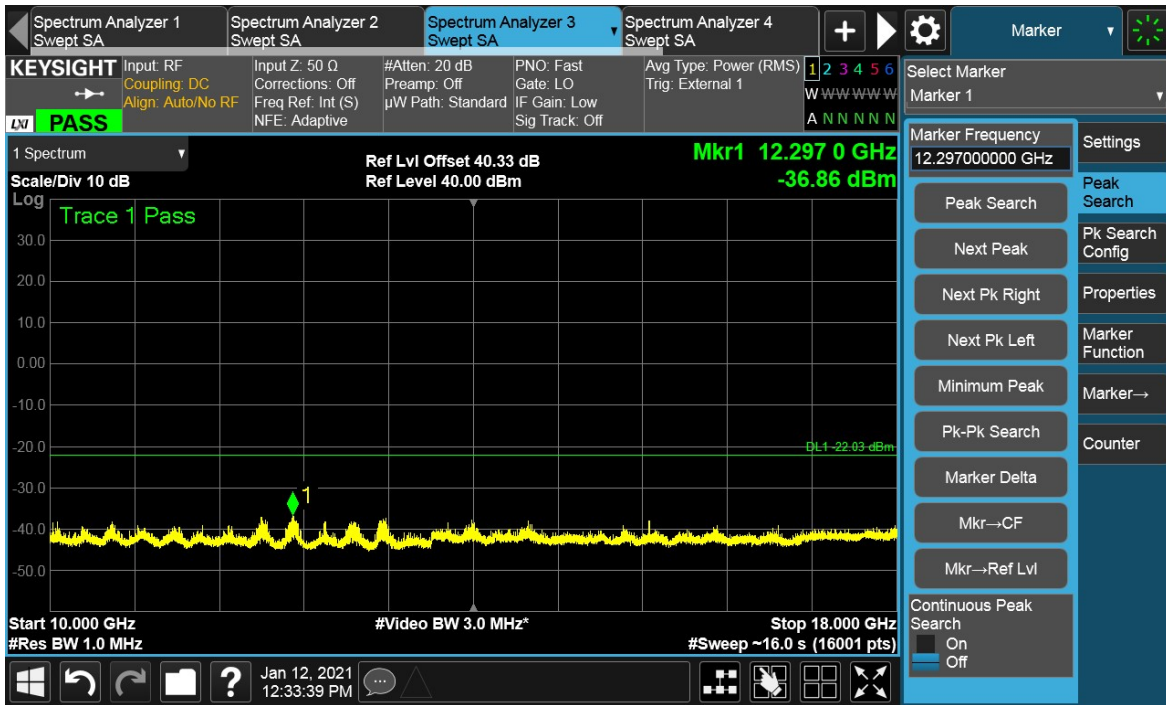 Spectrum Analyzer 1
Swept SA
Spectrum Analyzer 2
Swept SA
Spectrum Analyzer 3
Swept SA
Spectrum Analyzer 4
Swept SA
+
Marker
KEYSIGHT
LXI
PASS
Input: RF
Coupling: DC
Align: Auto/No RF
Input Z: 50 Ω
Corrections: Off
Freq Ref: Int (S)
NFE: Adaptive
#Atten: 20 dB
Preamp: Off
µW Path: Standard
PNO: Fast
Gate: LO
IF Gain: Low
Sig Track: Off
Avg Type: Power (RMS)
Trig: External 1
1 2 3 4 5 6
W W W W W W
A N N N N N
1 Spectrum
Scale/Div 10 dB
Ref Lvl Offset 40.33 dB
Ref Level 40.00 dBm
Mkr1 12.297 0 GHz
-36.86 dBm
Log
Trace 1 Pass
30.0
20.0
10.0
0.00
-10.0
-20.0
-30.0
-40.0
-50.0
DL1 -22.03 dBm
1
Start 10.000 GHz
#Res BW 1.0 MHz
#Video BW 3.0 MHz*
Stop 18.000 GHz
#Sweep ~16.0 s (16001 pts)
Select Marker
Marker 1
Marker Frequency
12.297000000 GHz
Peak Search
Next Peak
Next Pk Right
Next Pk Left
Minimum Peak
Pk-Pk Search
Marker Delta
Mkr→CF
Mkr→Ref Lvl
Continuous Peak
Search
On
Off
Settings
Peak
Search
Pk Search
Config
Properties
Marker
Function
Marker→
Counter
?
Jan 12, 2021
12:33:39 PM